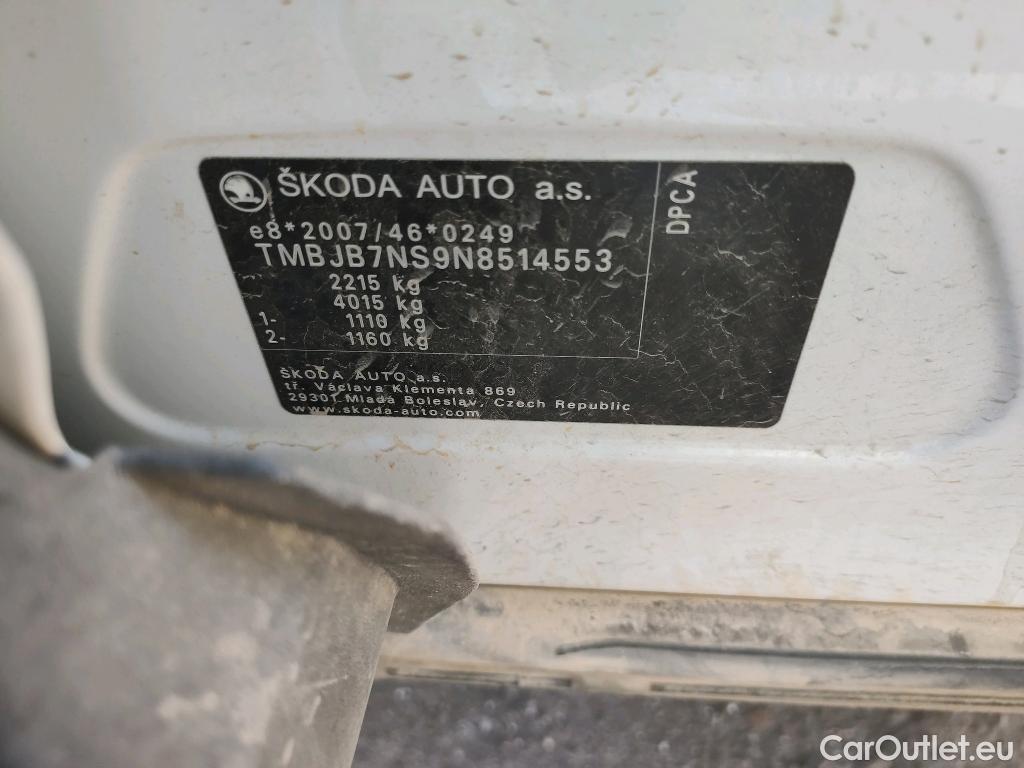 ŠKODA AUTO a.s.
DPCA
e8*2007/46*0249
TMBJB7NS9N8514553
2215 kg
4015 kg
1- 1110 Kg
2- 1160 kg
ŠKODA AUTO a.s.
tř. Václava Klementa 869
29301 Mladá Boleslav, Czech Republic
www.skoda-auto.com
CarOutlet.eu